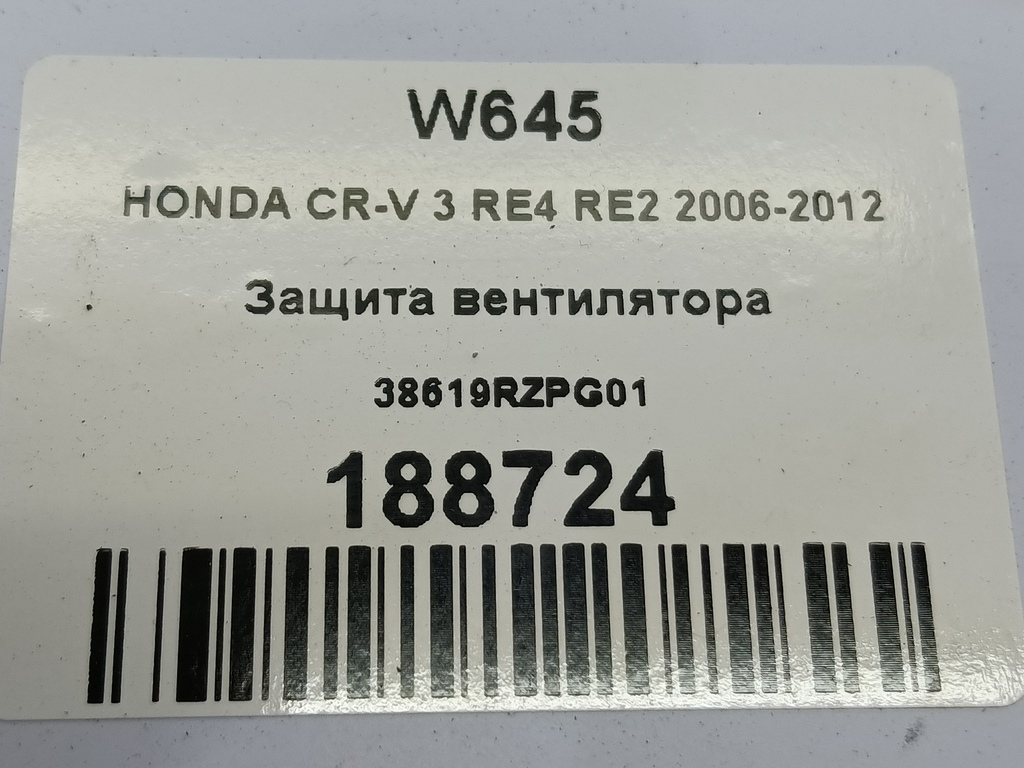 W645
HONDA CR-V 3 RE4 RE2 2006-2012
Защита вентилятора
38619RZPG01
188724